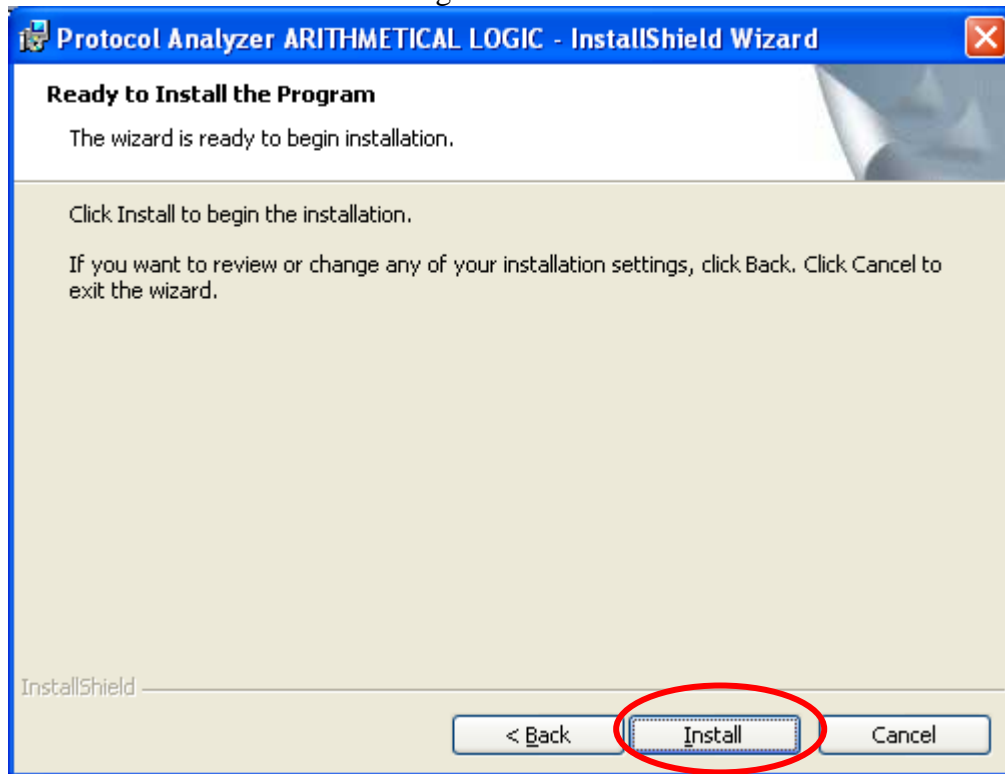 Protocol Analyzer ARITHMETICAL LOGIC - InstallShield Wizard
Ready to Install the Program
The wizard is ready to begin installation.
Click Install to begin the installation.
If you want to review or change any of your installation settings, click Back. Click Cancel to
exit the wizard.
InstallShield
< Back
Install
Cancel